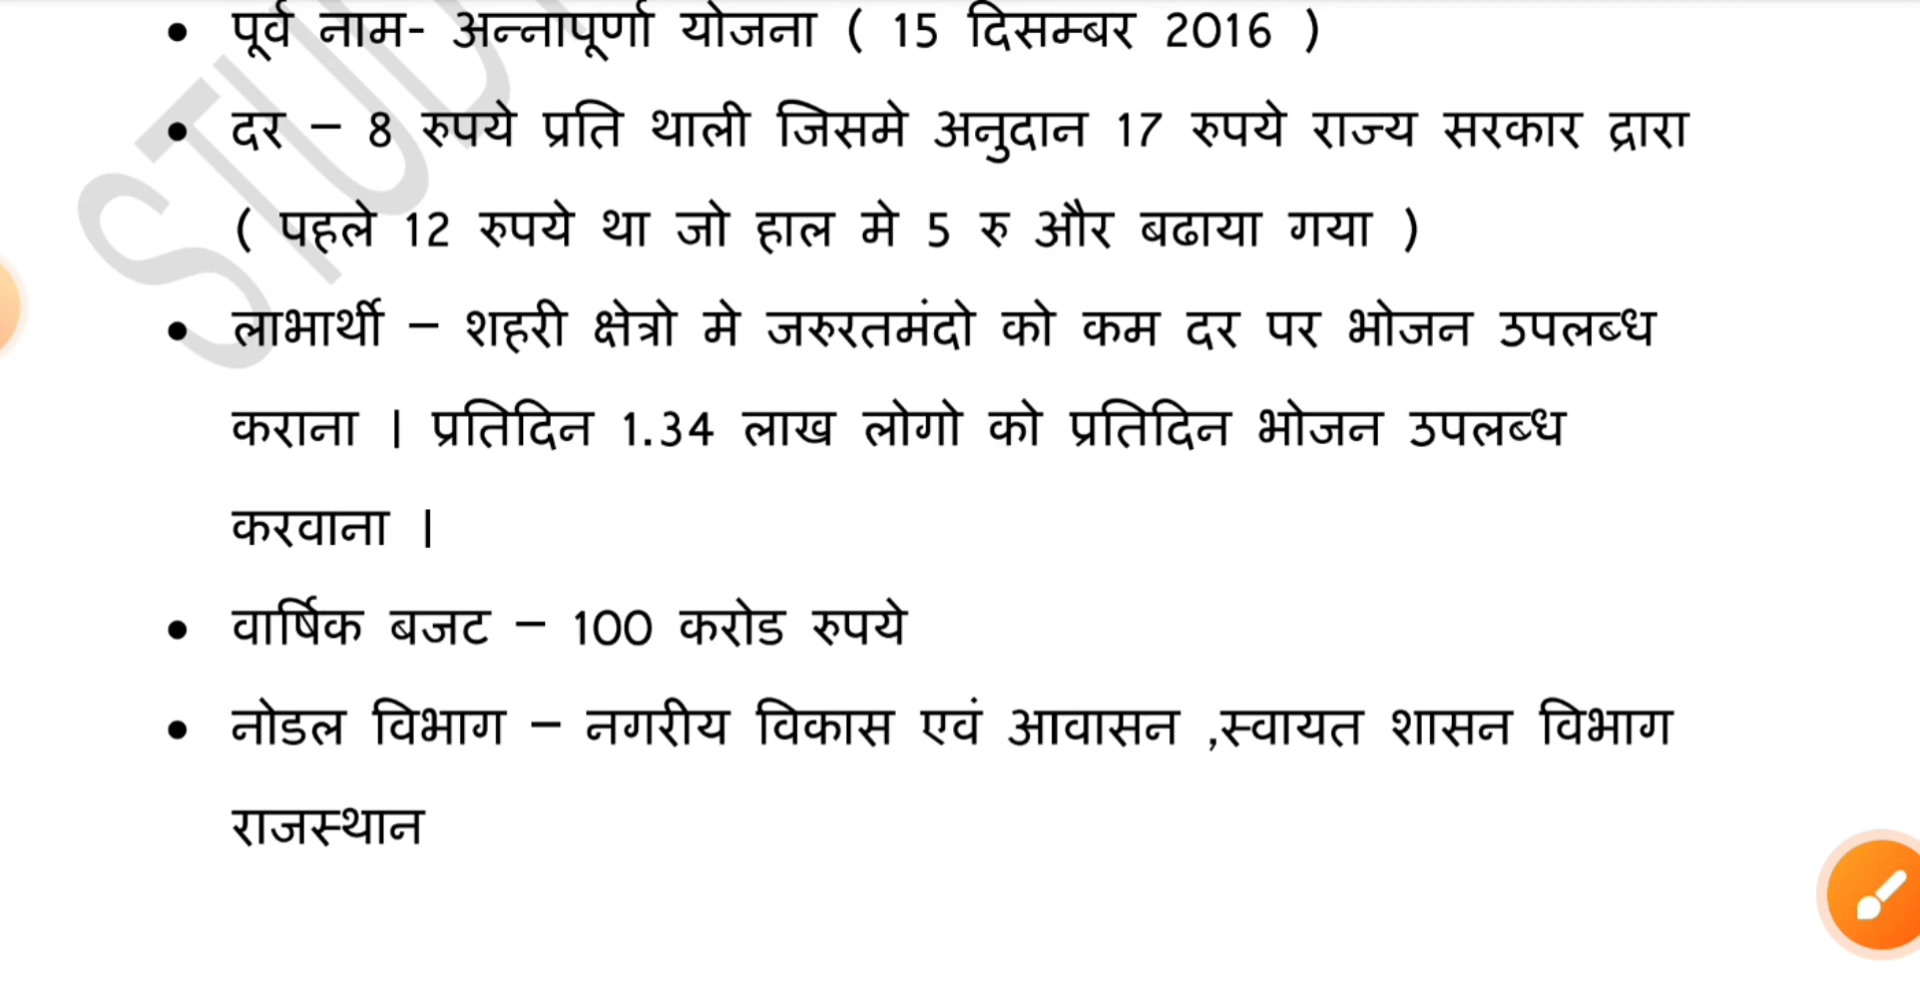 • पूर्व नाम- अन्नापूर्णा योजना ( 15 दिसम्बर 2016 )
• दर – 8 रुपये प्रति थाली जिसमे अनुदान 17 रुपये राज्य सरकार द्रारा
( पहले 12 रुपये था जो हाल मे 5 रु और बढाया गया )
• लाभार्थी – शहरी क्षेत्रो मे जरुरतमंदो को कम दर पर भोजन उपलब्ध
कराना । प्रतिदिन 1.34 लाख लोगो को प्रतिदिन भोजन उपलब्ध
करवाना ।
• वार्षिक बजट – 100 करोड रुपये
• नोडल विभाग – नगरीय विकास एवं आवासन ,स्वायत शासन विभाग
राजस्थान